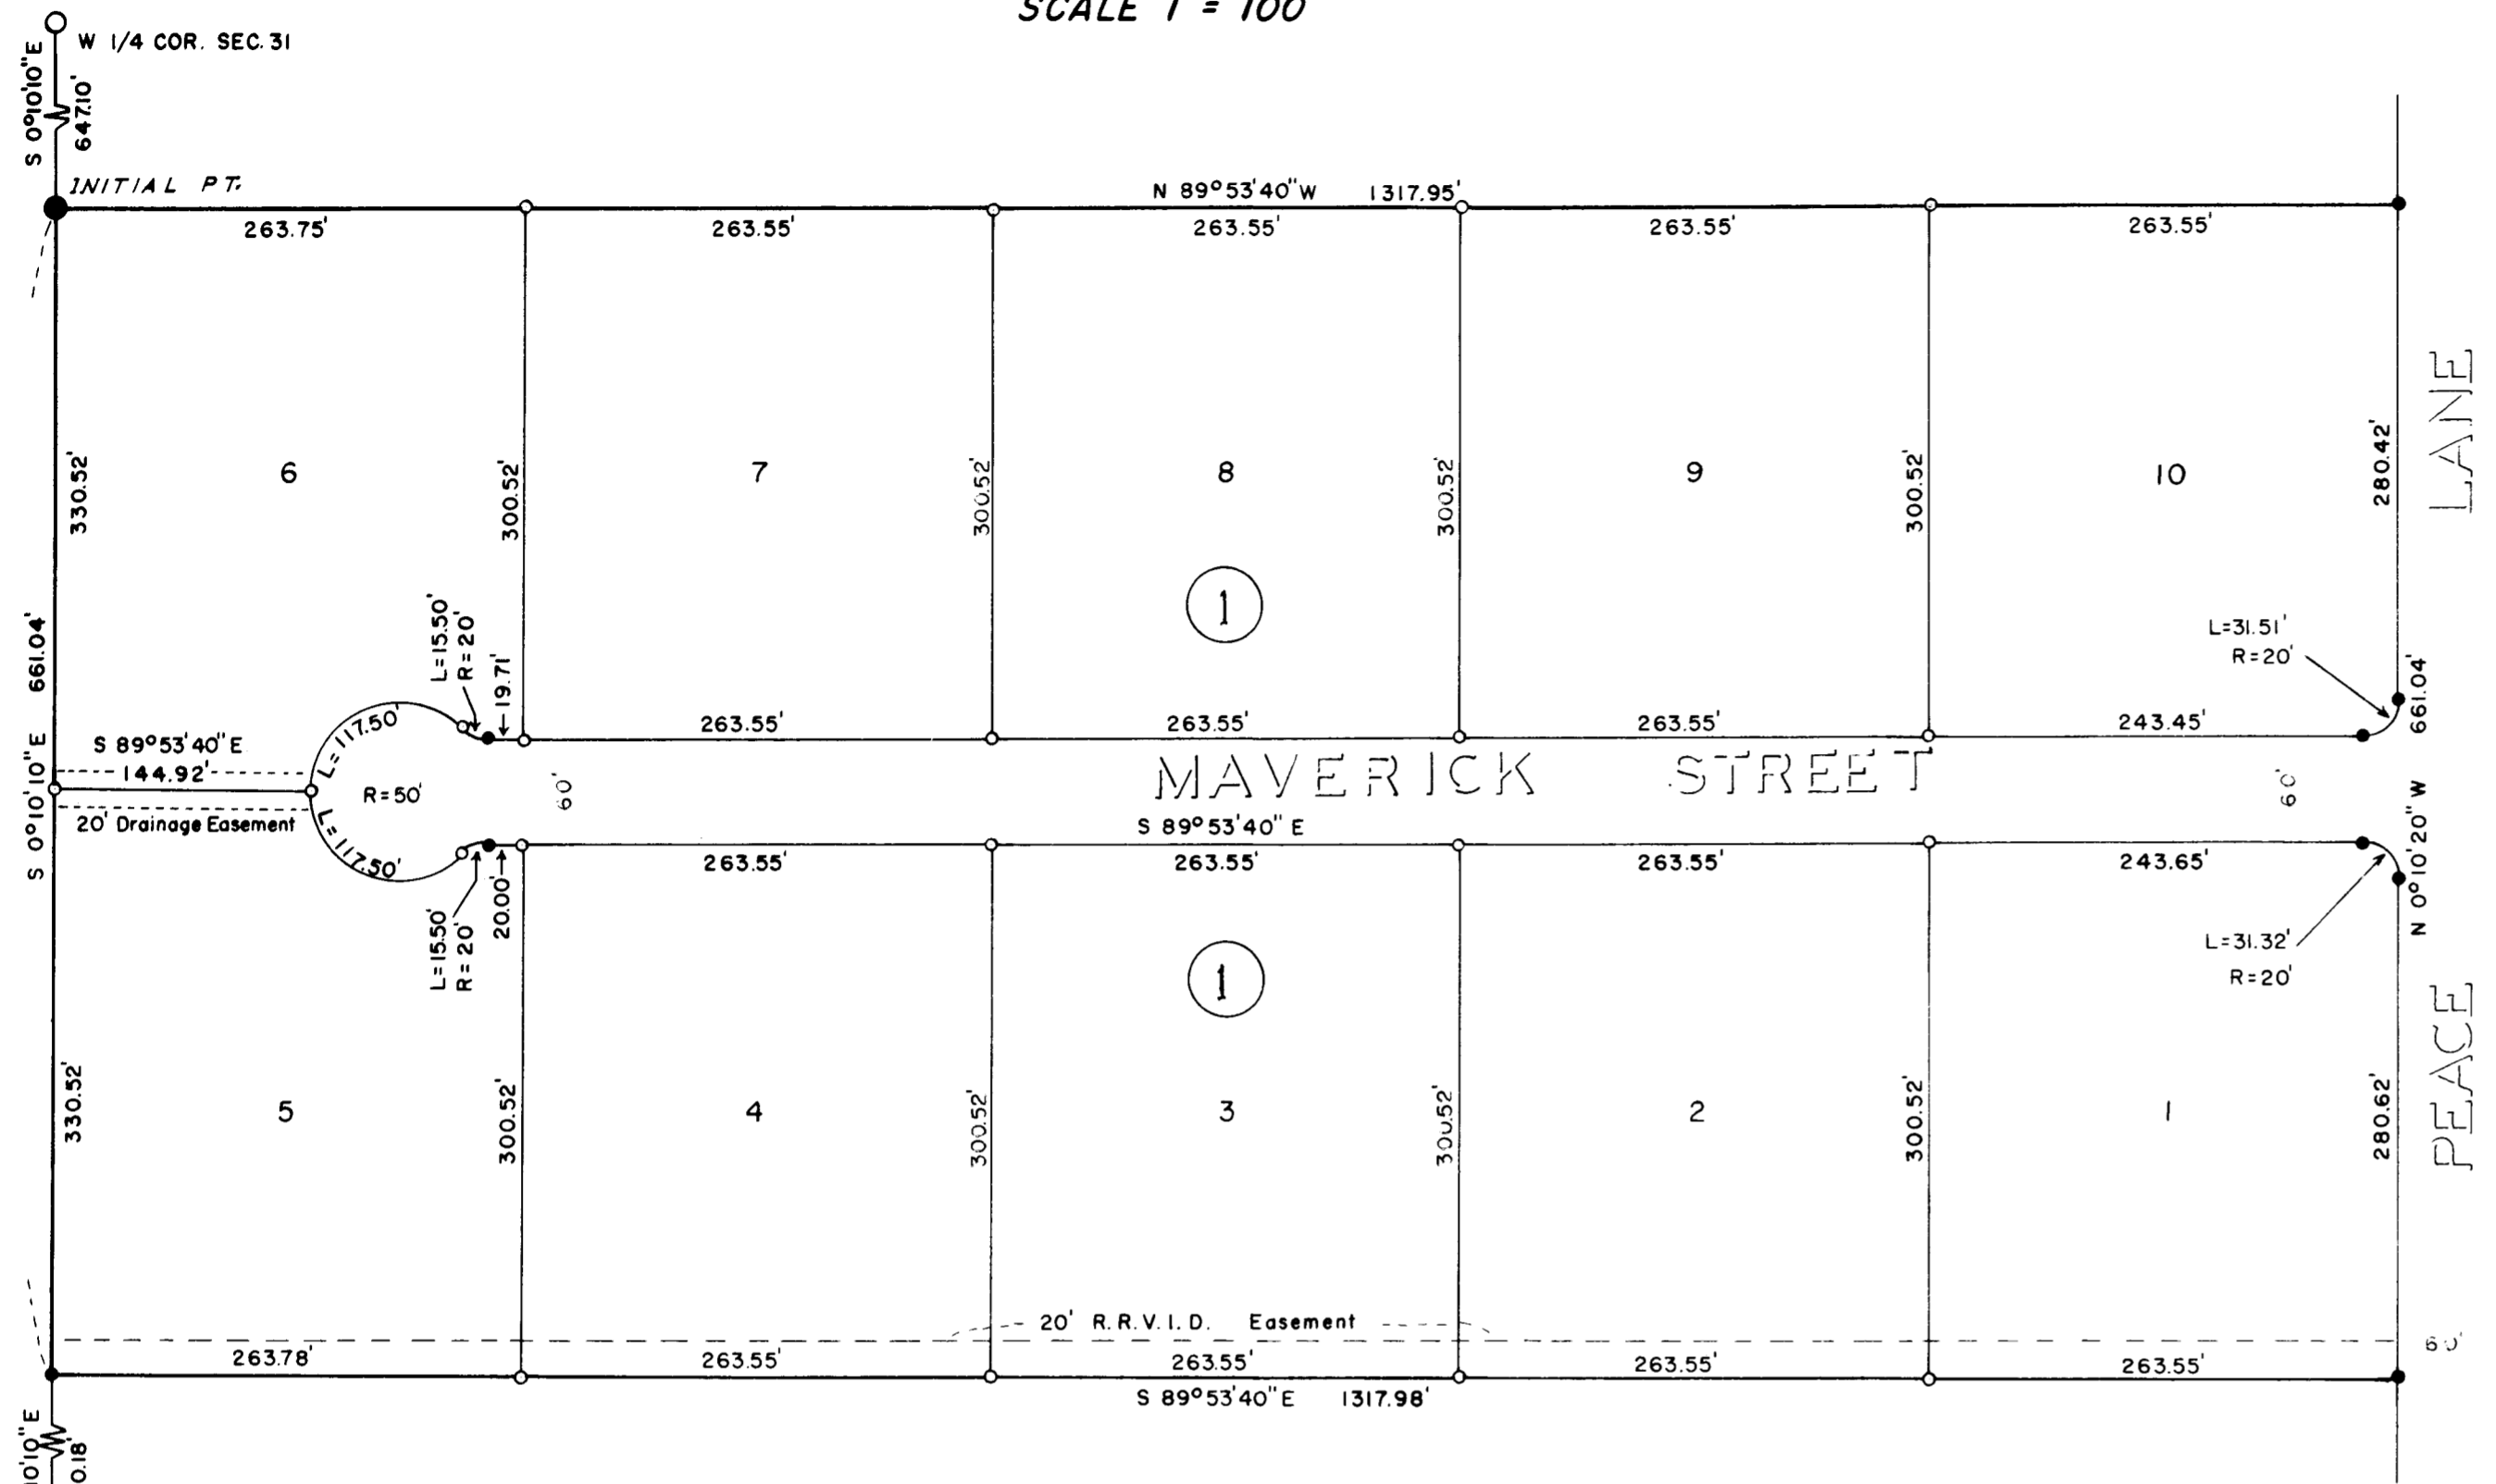 SCALE 1" = 100'
W 1/4 COR. SEC. 31
S 0°10'10"E
647.10'
INITIAL PT.
N 89°53'40"W 1317.95'
263.75'
263.55'
263.55'
263.55'
263.55'
330.52'
6
300.52'
7
300.52'
8
300.52'
9
300.52'
10
280.42'
LANE
1
L=15.50'
R=20'
19.71'
L=31.51'
R=20'
S 0°10'10"E 661.04'
661.04'
L=117.50'
263.55'
263.55'
263.55'
243.45'
S 89°53'40"E
144.92'
R=50'
60'
MAVERICK STREET
60'
20' Drainage Easement
S 89°53'40"E
N 0°10'20"W
L=117.50'
263.55'
263.55'
263.55'
243.65'
L=15.50'
R=20'
20.00'
L=31.32'
R=20'
1
PEACE
330.52'
5
300.52'
4
300.52'
3
300.52'
2
300.52'
1
280.62'
20' R.R.V.I.D. Easement
60'
263.78'
263.55'
263.55'
263.55'
263.55'
S 89°53'40"E 1317.98'
10'10"E
0.18'